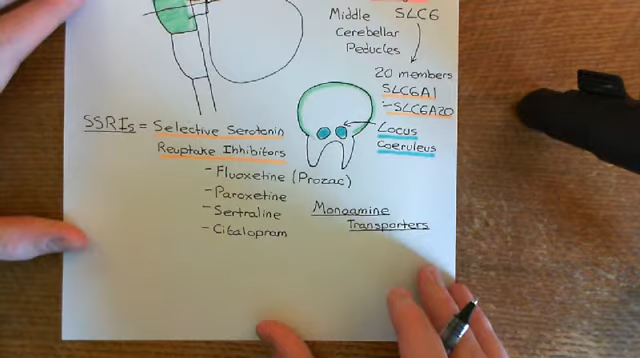 Middle SLC6
Cerebellar
Peducles
20 members
SLC6A1
-SLC6A20
Locus
Coeruleus
SSRIs = Selective Serotonin
Reuptake Inhibitors
- Fluoxetine (Prozac)
- Paroxetine
- Sertraline
- Citalopram
Monoamine
Transporters